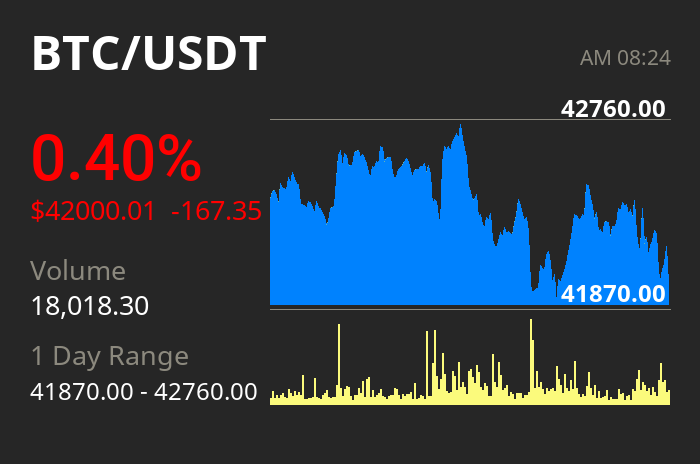 BTC/USDT
AM 08:24
42760.00
0.40%
$42000.01 -167.35
Volume
18,018.30
41870.00
1 Day Range
41870.00 - 42760.00